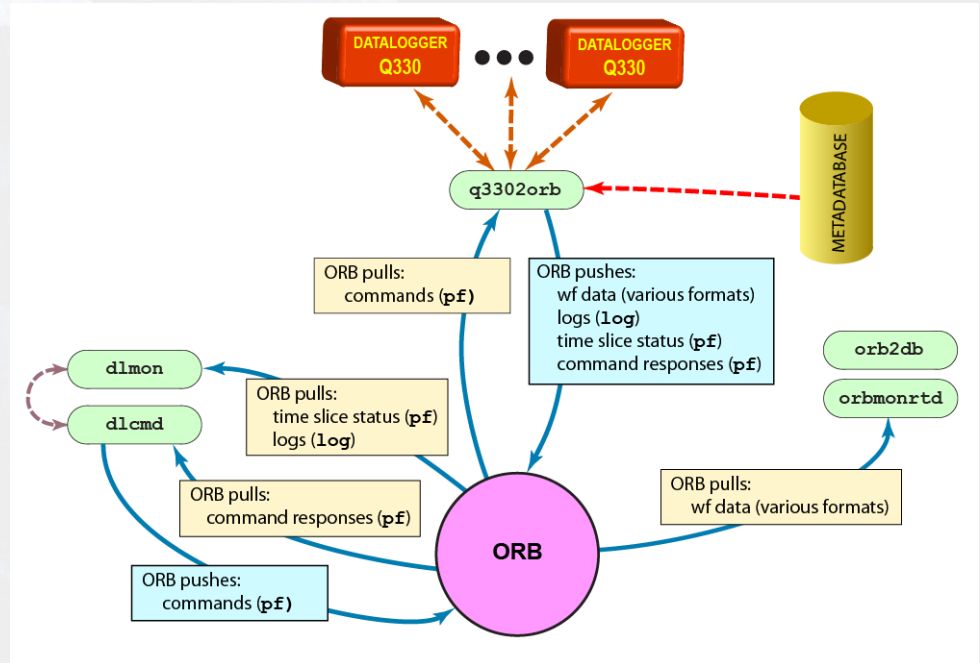 DATALOGGER
Q330
DATALOGGER
Q330
METADATABASE
q3302orb
ORB pulls:
commands (pf)
ORB pushes:
wf data (various formats)
logs (log)
time slice status (pf)
command responses (pf)
orb2db
orbmonrtd
dlmon
dlcmd
ORB pulls:
time slice status (pf)
logs (log)
ORB pulls:
command responses (pf)
ORB pulls:
wf data (various formats)
ORB
ORB pushes:
commands (pf)